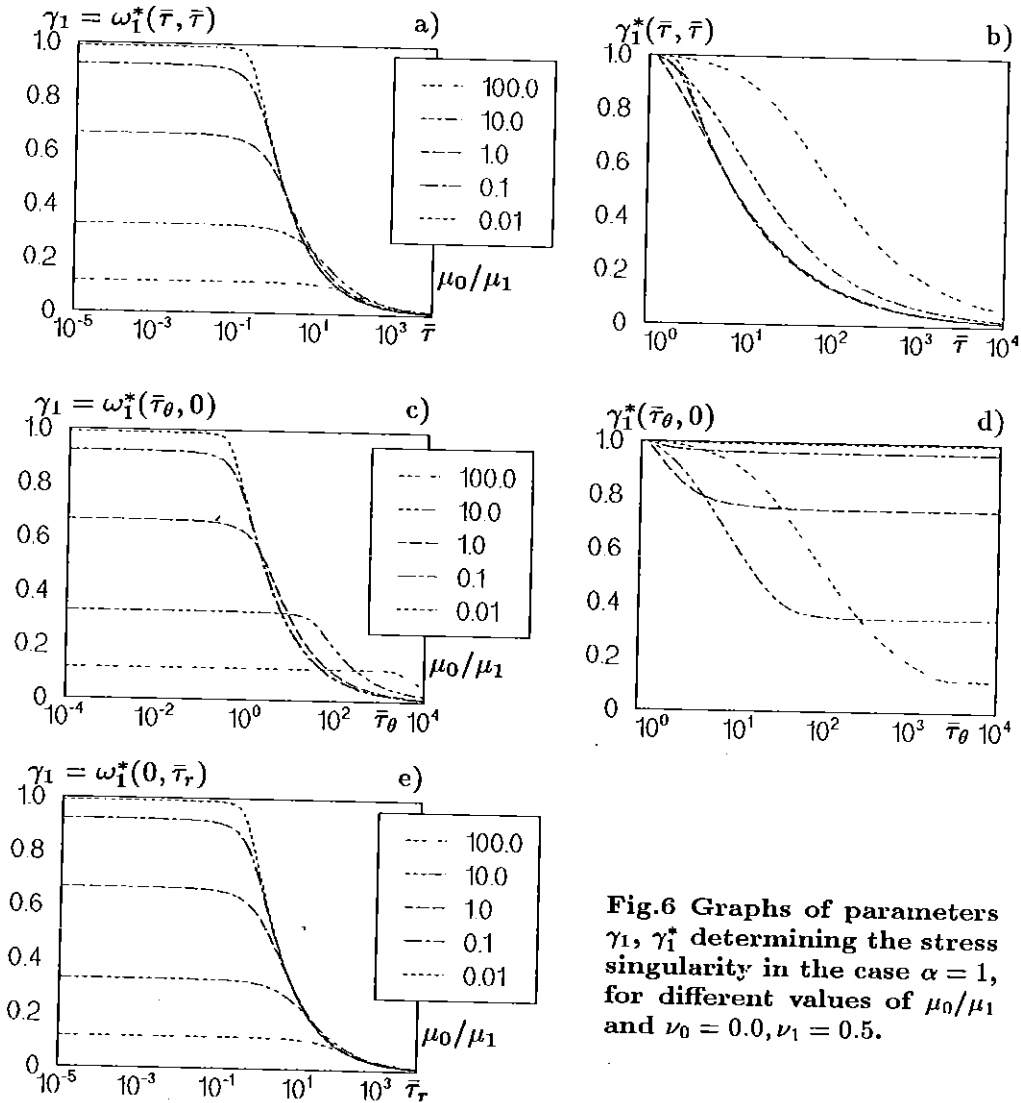 γ₁ = ω₁*(τ̄, τ̄) a)
1.0
0.8
0.6
0.4
0.2
0
10⁻⁵ 10⁻³ 10⁻¹ 10¹ 10³ τ̄
100.0
10.0
1.0
0.1
0.01
μ₀/μ₁
γ₁*(τ̄, τ̄) b)
1.0
0.8
0.6
0.4
0.2
0
10⁰ 10¹ 10² 10³ τ̄ 10⁴
γ₁ = ω₁*(τ̄_θ, 0) c)
1.0
0.8
0.6
0.4
0.2
0
10⁻⁴ 10⁻² 10⁰ 10² τ̄_θ 10⁴
100.0
10.0
1.0
0.1
0.01
μ₀/μ₁
γ₁*(τ̄_θ, 0) d)
1.0
0.8
0.6
0.4
0.2
0
10⁰ 10¹ 10² 10³ τ̄_θ 10⁴
γ₁ = ω₁*(0, τ̄_r) e)
1.0
0.8
0.6
0.4
0.2
0
10⁻⁵ 10⁻³ 10⁻¹ 10¹ 10³ τ̄_r
100.0
10.0
1.0
0.1
0.01
μ₀/μ₁
Fig.6 Graphs of parameters
γ₁, γ₁* determining the stress
singularity in the case α = 1,
for different values of μ₀/μ₁
and ν₀ = 0.0, ν₁ = 0.5.